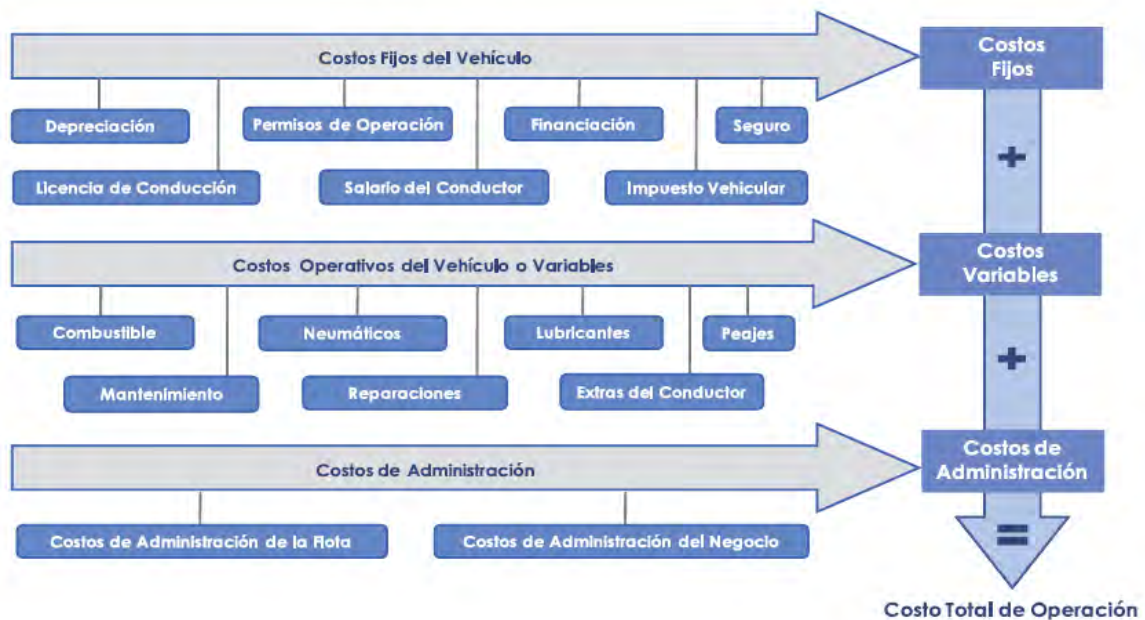 Costos Fijos del Vehículo
Costos
Fijos
Depreciación
Permisos de Operación
Financiación
Seguro
+
Licencia de Conducción
Salario del Conductor
Impuesto Vehicular
Costos Operativos del Vehículo o Variables
Costos
Variables
Combustible
Neumáticos
Lubricantes
Peajes
+
Mantenimiento
Reparaciones
Extras del Conductor
Costos de Administración
Costos de
Administración
Costos de Administración de la Flota
Costos de Administración del Negocio
=
Costo Total de Operación